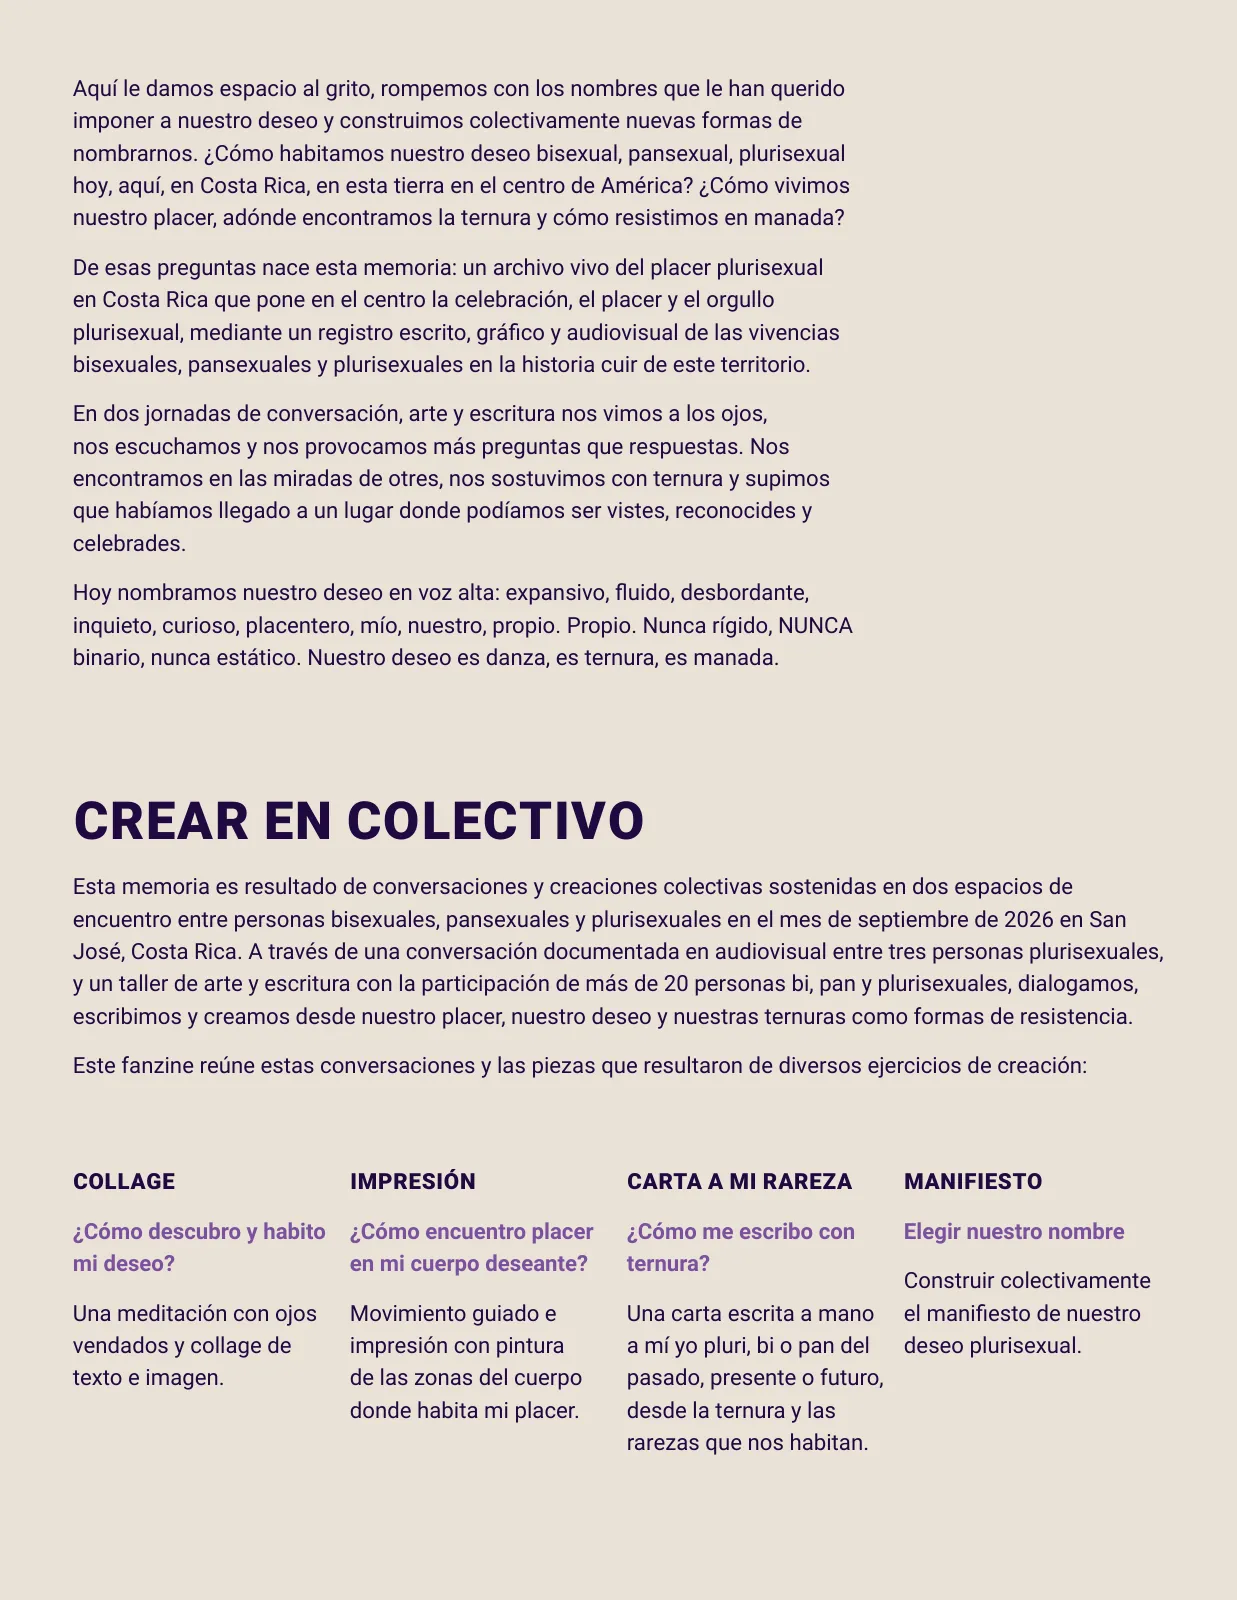 Aquí le damos espacio al grito, rompemos con los nombres que le han querido
imponer a nuestro deseo y construimos colectivamente nuevas formas de
nombrarnos. ¿Cómo habitamos nuestro deseo bisexual, pansexual, plurisexual
hoy, aquí, en Costa Rica, en esta tierra en el centro de América? ¿Cómo vivimos
nuestro placer, adónde encontramos la ternura y cómo resistimos en manada?
De esas preguntas nace esta memoria: un archivo vivo del placer plurisexual
en Costa Rica que pone en el centro la celebración, el placer y el orgullo
plurisexual, mediante un registro escrito, gráfico y audiovisual de las vivencias
bisexuales, pansexuales y plurisexuales en la historia cuir de este territorio.
En dos jornadas de conversación, arte y escritura nos vimos a los ojos,
nos escuchamos y nos provocamos más preguntas que respuestas. Nos
encontramos en las miradas de otres, nos sostuvimos con ternura y supimos
que habíamos llegado a un lugar donde podíamos ser vistes, reconocides y
celebrades.
Hoy nombramos nuestro deseo en voz alta: expansivo, fluido, desbordante,
inquieto, curioso, placentero, mío, nuestro, propio. Propio. Nunca rígido, NUNCA
binario, nunca estático. Nuestro deseo es danza, es ternura, es manada.
CREAR EN COLECTIVO
Esta memoria es resultado de conversaciones y creaciones colectivas sostenidas en dos espacios de
encuentro entre personas bisexuales, pansexuales y plurisexuales en el mes de septiembre de 2026 en San
José, Costa Rica. A través de una conversación documentada en audiovisual entre tres personas plurisexuales,
y un taller de arte y escritura con la participación de más de 20 personas bi, pan y plurisexuales, dialogamos,
escribimos y creamos desde nuestro placer, nuestro deseo y nuestras ternuras como formas de resistencia.
Este fanzine reúne estas conversaciones y las piezas que resultaron de diversos ejercicios de creación:
COLLAGE
¿Cómo descubro y habito
mi deseo?
Una meditación con ojos
vendados y collage de
texto e imagen.
IMPRESIÓN
¿Cómo encuentro placer
en mi cuerpo deseante?
Movimiento guiado e
impresión con pintura
de las zonas del cuerpo
donde habita mi placer.
CARTA A MI RAREZA
¿Cómo me escribo con
ternura?
Una carta escrita a mano
a mí yo pluri, bi o pan del
pasado, presente o futuro,
desde la ternura y las
rarezas que nos habitan.
MANIFIESTO
Elegir nuestro nombre
Construir colectivamente
el manifiesto de nuestro
deseo plurisexual.